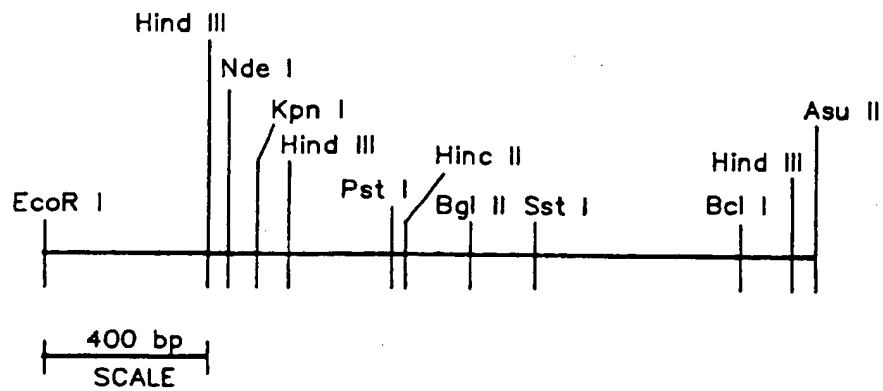 Hind III
Nde I
Kpn I
Hind III
Pst I
Hinc II
Asu II
Hind III
EcoR I
Bgl II
Sst I
Bcl I
400 bp
SCALE